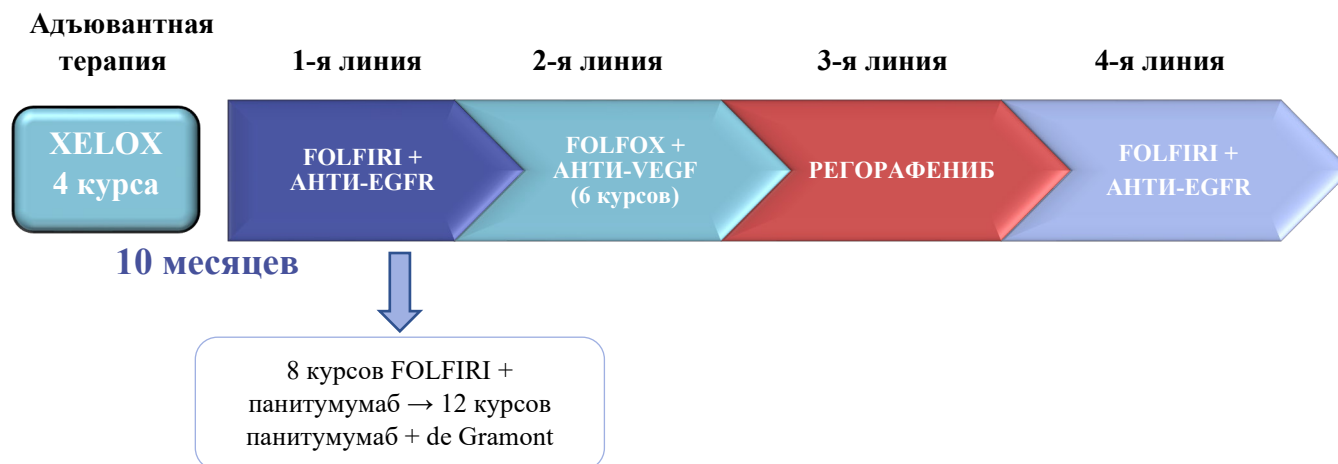 Адъювантная
терапия
1-я линия
2-я линия
3-я линия
4-я линия
XELOX
4 курса
FOLFIRI +
АНТИ-EGFR
FOLFOX +
АНТИ-VEGF
(6 курсов)
РЕГОРАФЕНИБ
FOLFIRI +
АНТИ-EGFR
10 месяцев
8 курсов FOLFIRI +
панитумумаб → 12 курсов
панитумумаб + de Gramont